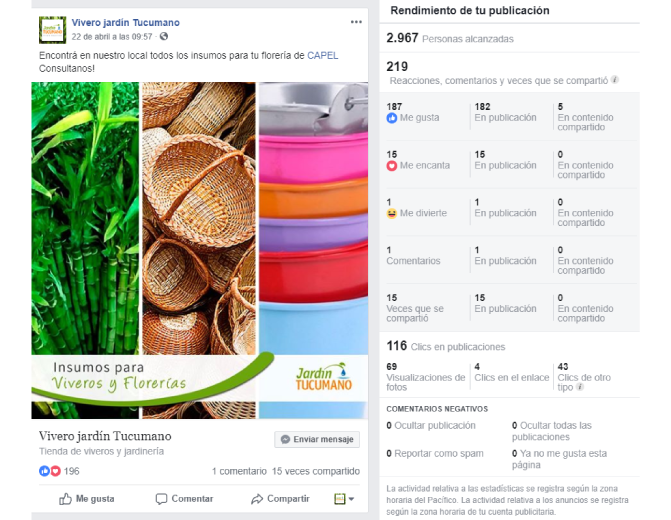 Vivero jardín Tucumano
22 de abril a las 09:57 ·
Encontrá en nuestro local todos los insumos para tu florería de CAPEL
Consultanos!
Insumos para
Viveros y Florerías
Jardín
TUCUMANO
Vivero jardín Tucumano
Tienda de viveros y jardinería
Enviar mensaje
196
1 comentario 15 veces compartido
Me gusta
Comentar
Compartir
Rendimiento de tu publicación
2.967 Personas alcanzadas
219
Reacciones, comentarios y veces que se compartió
187
Me gusta
182
En publicación
5
En contenido
compartido
15
Me encanta
15
En publicación
0
En contenido
compartido
1
Me divierte
1
En publicación
0
En contenido
compartido
1
Comentarios
1
En publicación
0
En contenido
compartido
15
Veces que se
compartió
15
En publicación
0
En contenido
compartido
116 Clics en publicaciones
69
Visualizaciones de
fotos
4
Clics en el enlace
43
Clics de otro
tipo
COMENTARIOS NEGATIVOS
0 Ocultar publicación
0 Ocultar todas las
publicaciones
0 Reportar como spam
0 Ya no me gusta esta
página
La actividad relativa a las estadísticas se registra según la zona
horaria del Pacífico. La actividad relativa a los anuncios se registra
según la zona horaria de tu cuenta publicitaria.